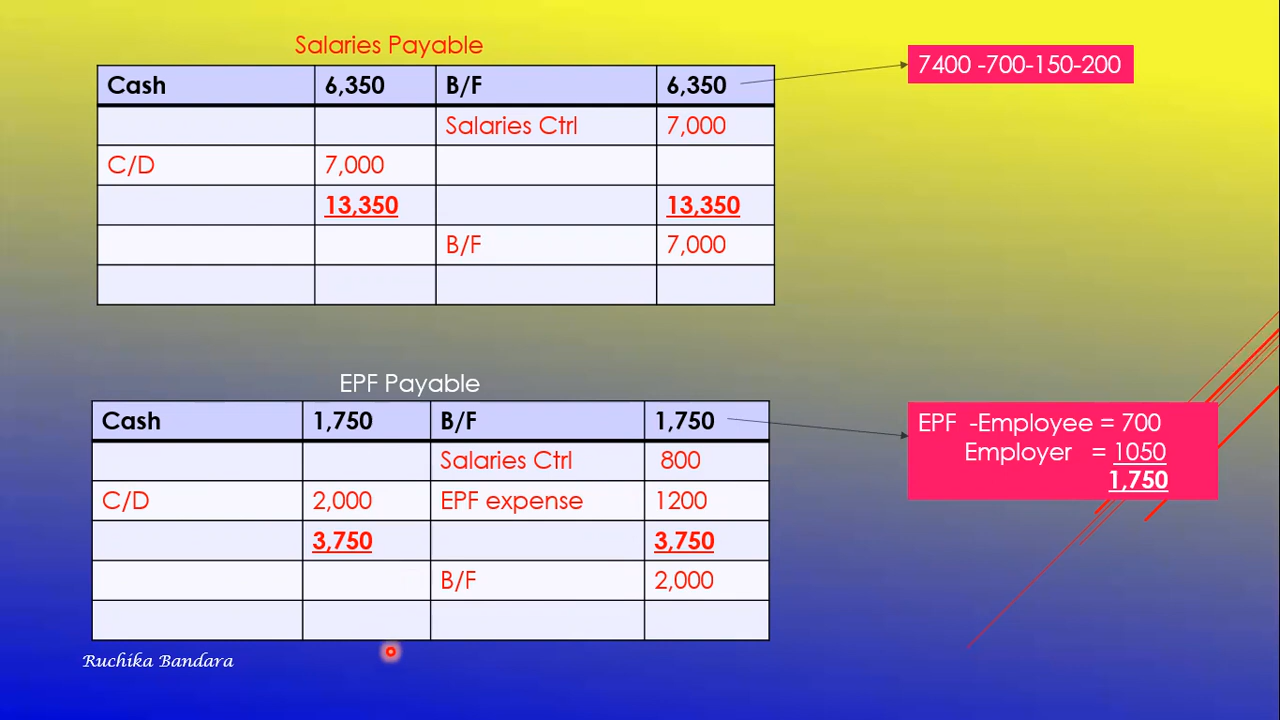 Salaries Payable
7400 -700-150-200
Cash 6,350 B/F 6,350
Salaries Ctrl 7,000
C/D 7,000
13,350 13,350
B/F 7,000
EPF Payable
Cash 1,750 B/F 1,750
Salaries Ctrl 800
C/D 2,000 EPF expense 1200
3,750 3,750
B/F 2,000
EPF -Employee = 700
Employer = 1050
1,750
Ruchika Bandara